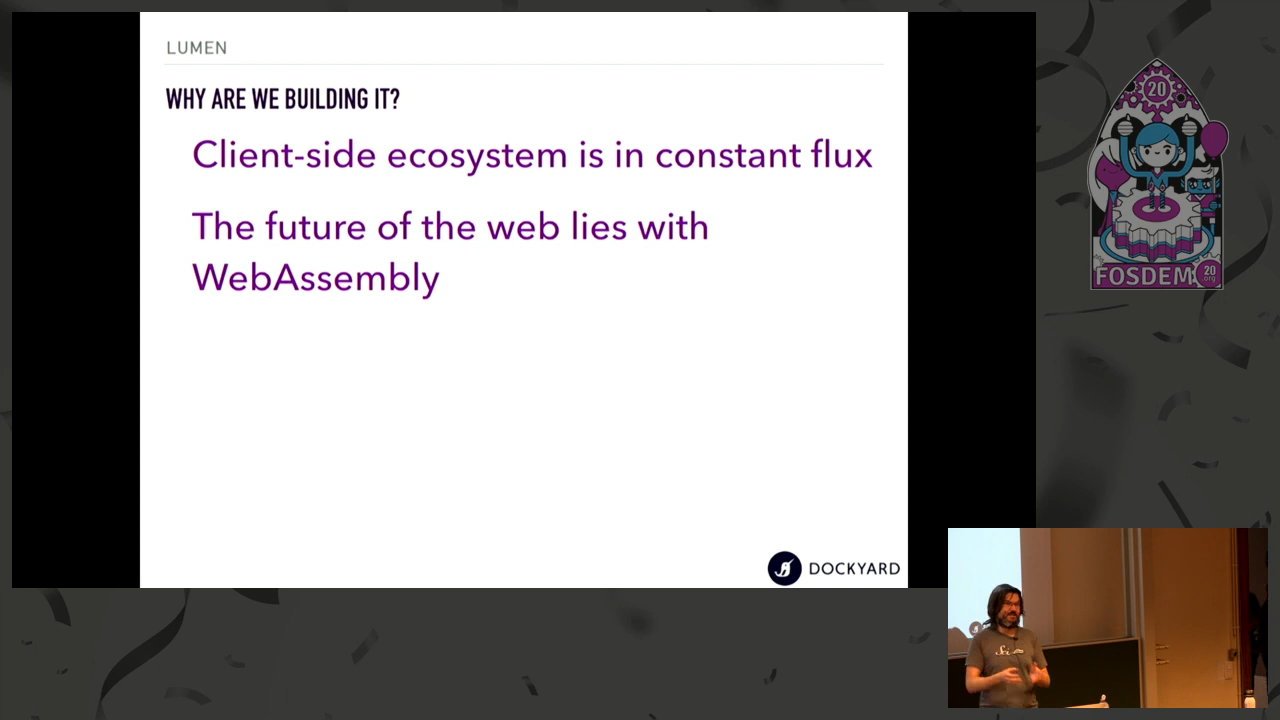 LUMEN
WHY ARE WE BUILDING IT?
Client-side ecosystem is in constant flux
The future of the web lies with
WebAssembly
DOCKYARD
20
FOSDEM
20
.org